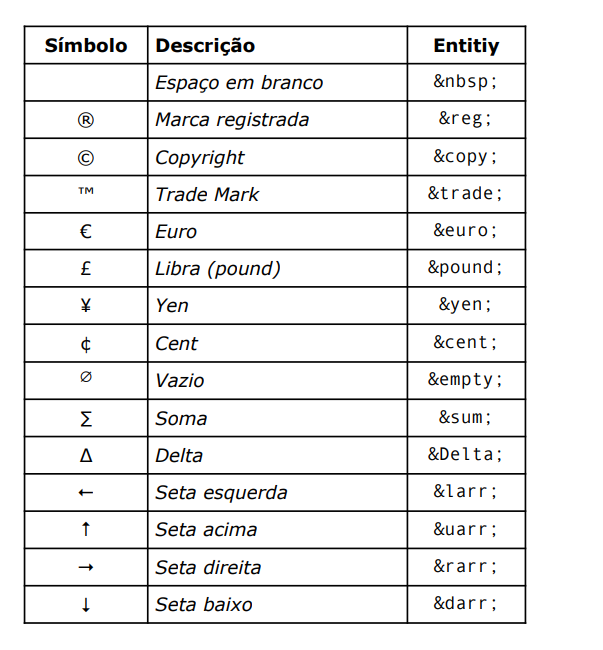 Símbolo Descrição Entitiy
Espaço em branco &nbsp;
® Marca registrada &reg;
© Copyright &copy;
™ Trade Mark &trade;
€ Euro &euro;
£ Libra (pound) &pound;
¥ Yen &yen;
¢ Cent &cent;
∅ Vazio &empty;
∑ Soma &sum;
Δ Delta &Delta;
← Seta esquerda &larr;
↑ Seta acima &uarr;
→ Seta direita &rarr;
↓ Seta baixo &darr;